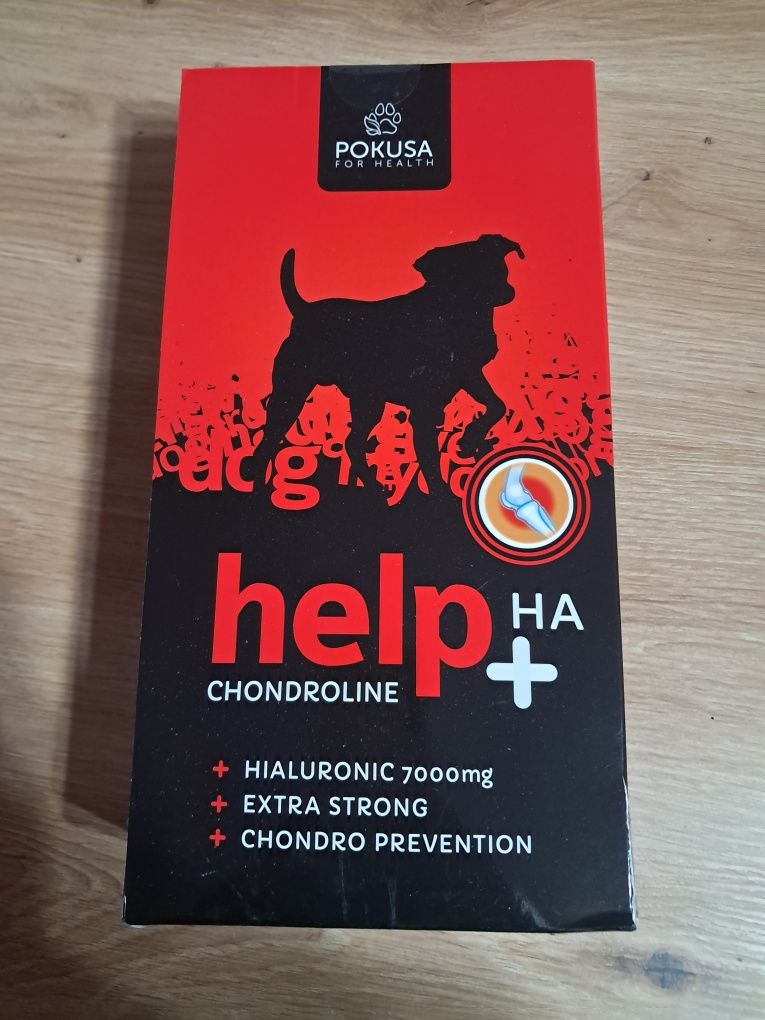 POKUSA
FOR HEALTH
help
HA
CHONDROLINE
+ HIALURONIC 7000mg
+ EXTRA STRONG
+ CHONDRO PREVENTION